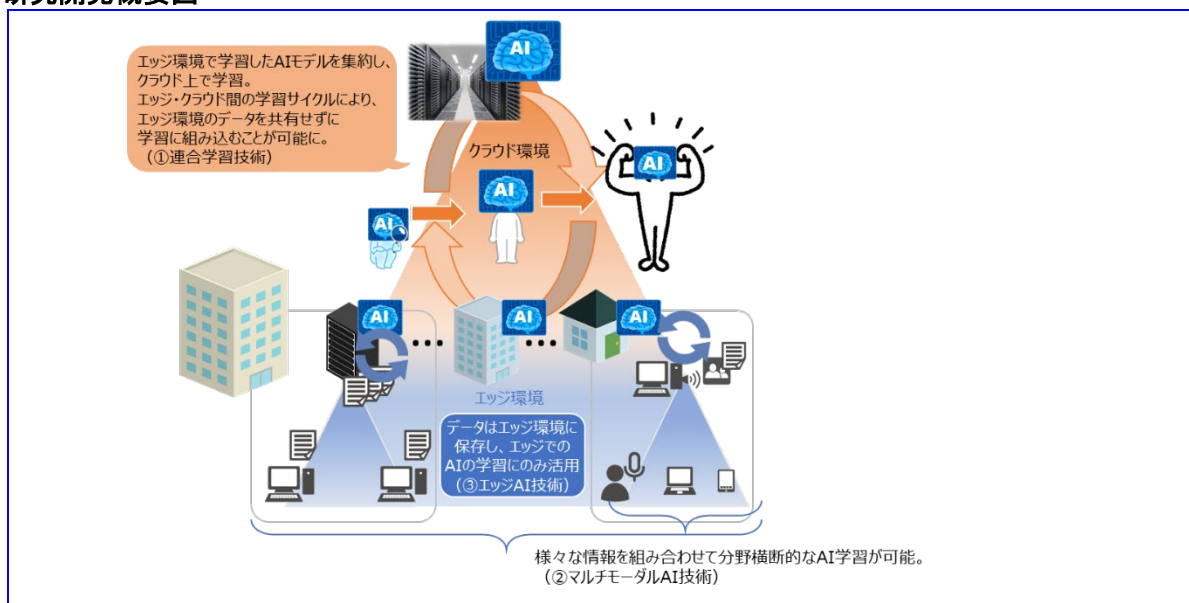 研究開発概要図
エッジ環境で学習したAIモデルを集約し、
クラウド上で学習。
エッジ・クラウド間の学習サイクルにより、
エッジ環境のデータを共有せずに
学習に組み込むことが可能に。
（①連合学習技術）
AI
クラウド環境
AI
AI
AI
AI
AI
AI
エッジ環境
データはエッジ環境に
保存し、エッジでの
AIの学習にのみ活用
（③エッジAI技術）
様々な情報を組み合わせて分野横断的なAI学習が可能。
（②マルチモーダルAI技術）